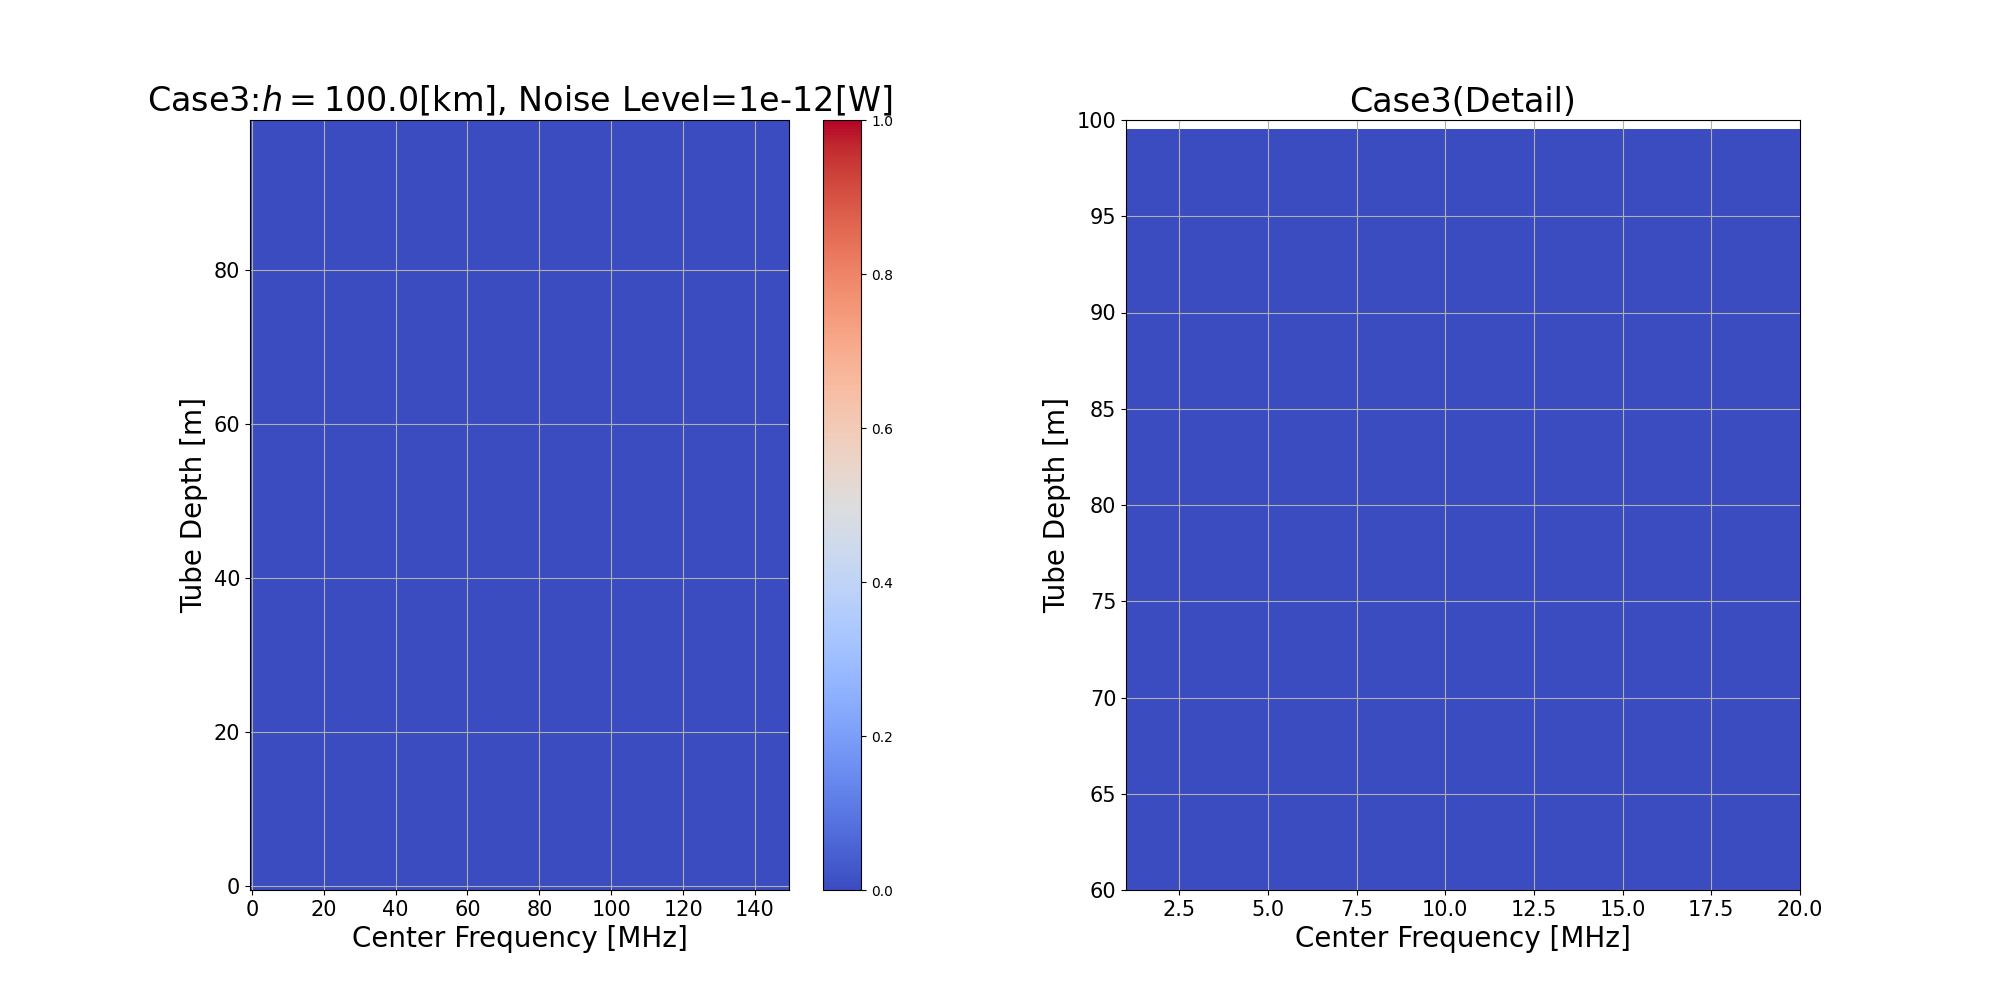 Case3:h = 100.0[km], Noise Level=1e-12[W]
Tube Depth [m]
80
60
40
20
0
0 20 40 60 80 100 120 140
Center Frequency [MHz]
1.0
0.8
0.6
0.4
0.2
0.0
Case3(Detail)
Tube Depth [m]
100
95
90
85
80
75
70
65
60
2.5 5.0 7.5 10.0 12.5 15.0 17.5 20.0
Center Frequency [MHz]